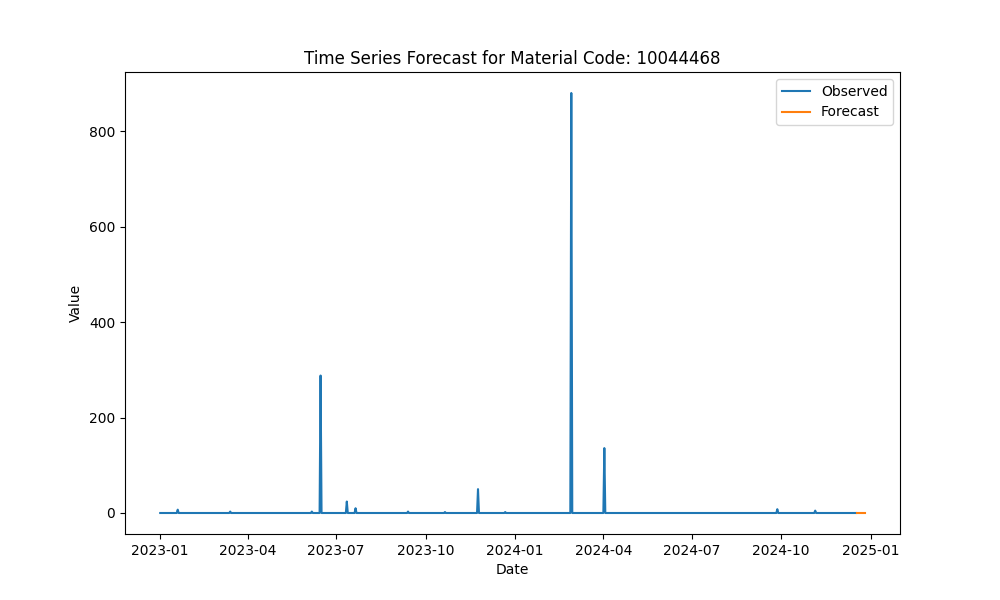 Time Series Forecast for Material Code: 10044468
Observed
Forecast
800
600
400
200
0
Value
2023-01 2023-04 2023-07 2023-10 2024-01 2024-04 2024-07 2024-10 2025-01
Date